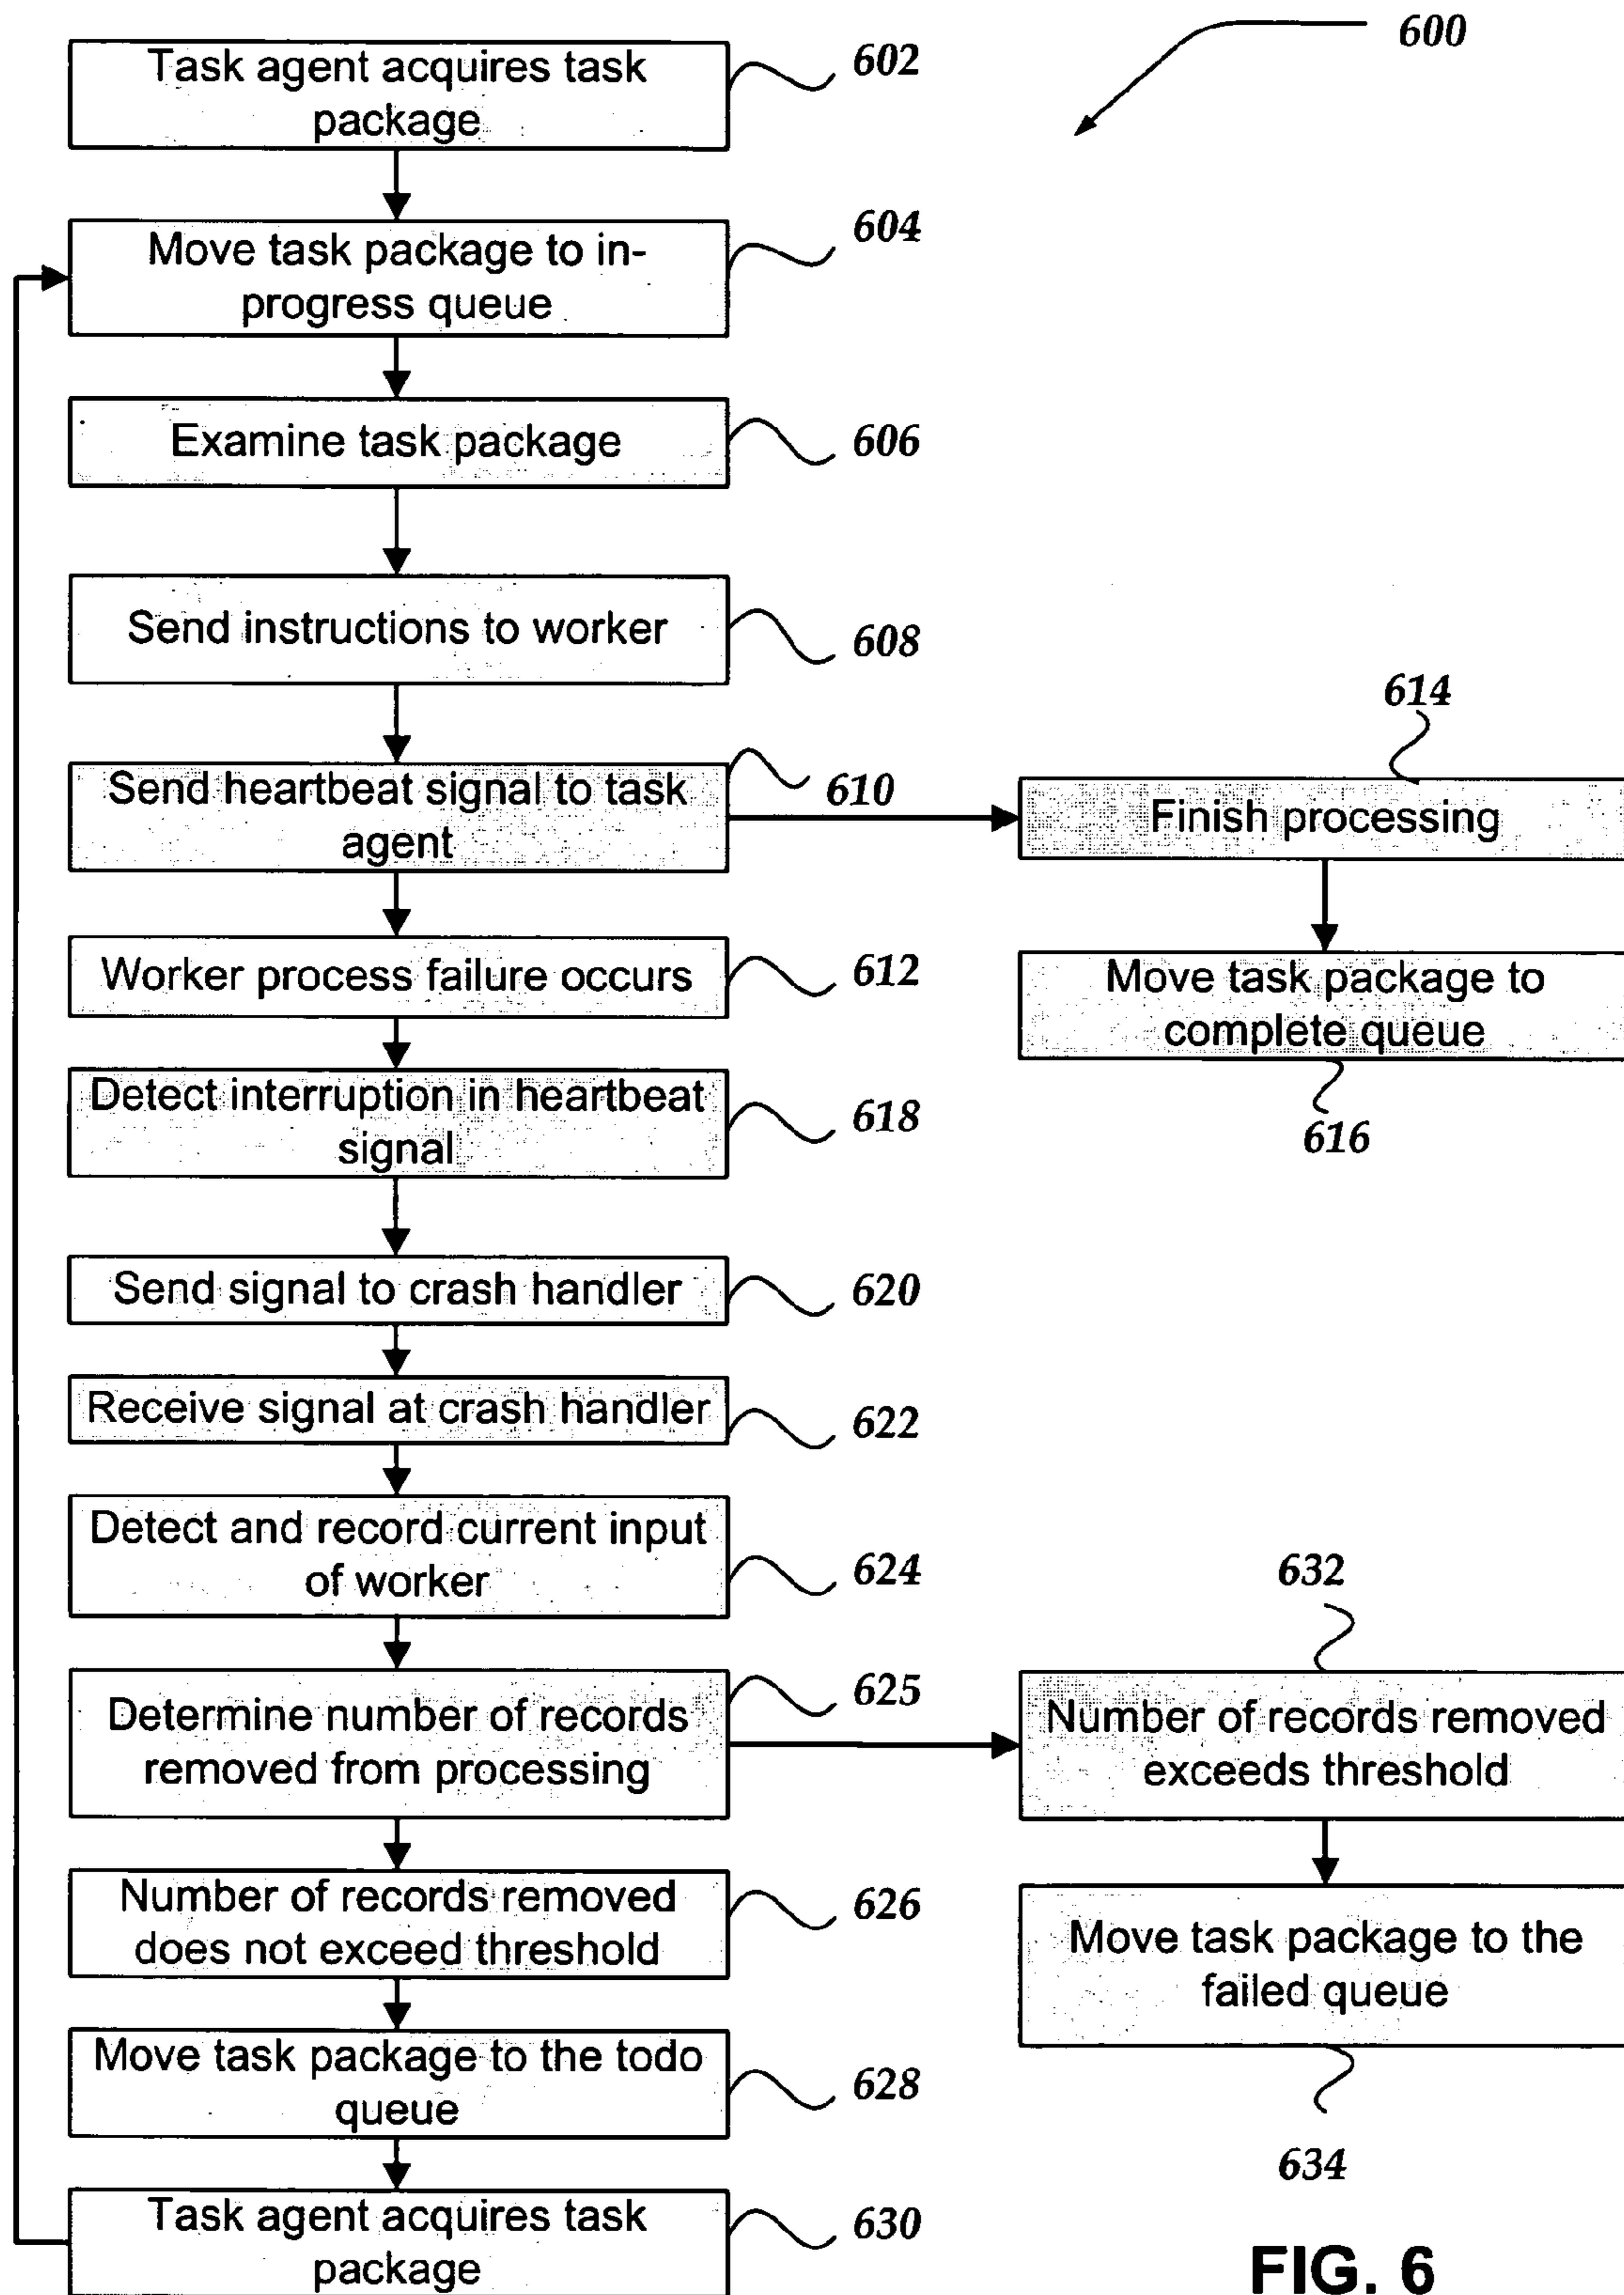 600
Task agent acquires task
package
602
Move task package to in-
progress queue
604
Examine task package
606
Send instructions to worker
608
Send heartbeat signal to task
agent
610
614
Finish processing
Move task package to
complete queue
616
Worker process failure occurs
612
Detect interruption in heartbeat
signal
618
Send signal to crash handler
620
Receive signal at crash handler
622
Detect and record current input
of worker
624
Determine number of records
removed from processing
625
632
Number of records removed
exceeds threshold
Move task package to the
failed queue
634
Number of records removed
does not exceed threshold
626
Move task package to the todo
queue
628
Task agent acquires task
package
630
FIG. 6